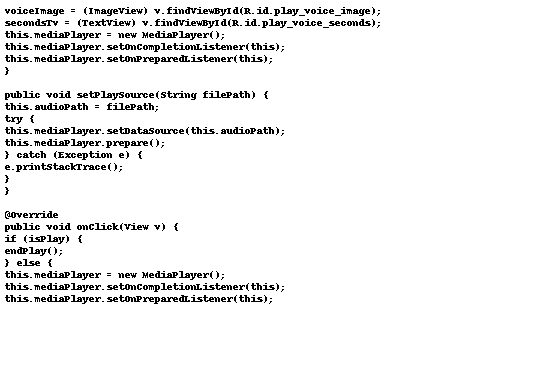 voiceImage = (ImageView) v.findViewById(R.id.play_voice_image);
secondsTv = (TextView) v.findViewById(R.id.play_voice_seconds);
this.mediaPlayer = new MediaPlayer();
this.mediaPlayer.setOnCompletionListener(this);
this.mediaPlayer.setOnPreparedListener(this);
}

public void setPlaySource(String filePath) {
this.audioPath = filePath;
try {
this.mediaPlayer.setDataSource(this.audioPath);
this.mediaPlayer.prepare();
} catch (Exception e) {
e.printStackTrace();
}
}

@Override
public void onClick(View v) {
if (isPlay) {
endPlay();
} else {
this.mediaPlayer = new MediaPlayer();
this.mediaPlayer.setOnCompletionListener(this);
this.mediaPlayer.setOnPreparedListener(this);